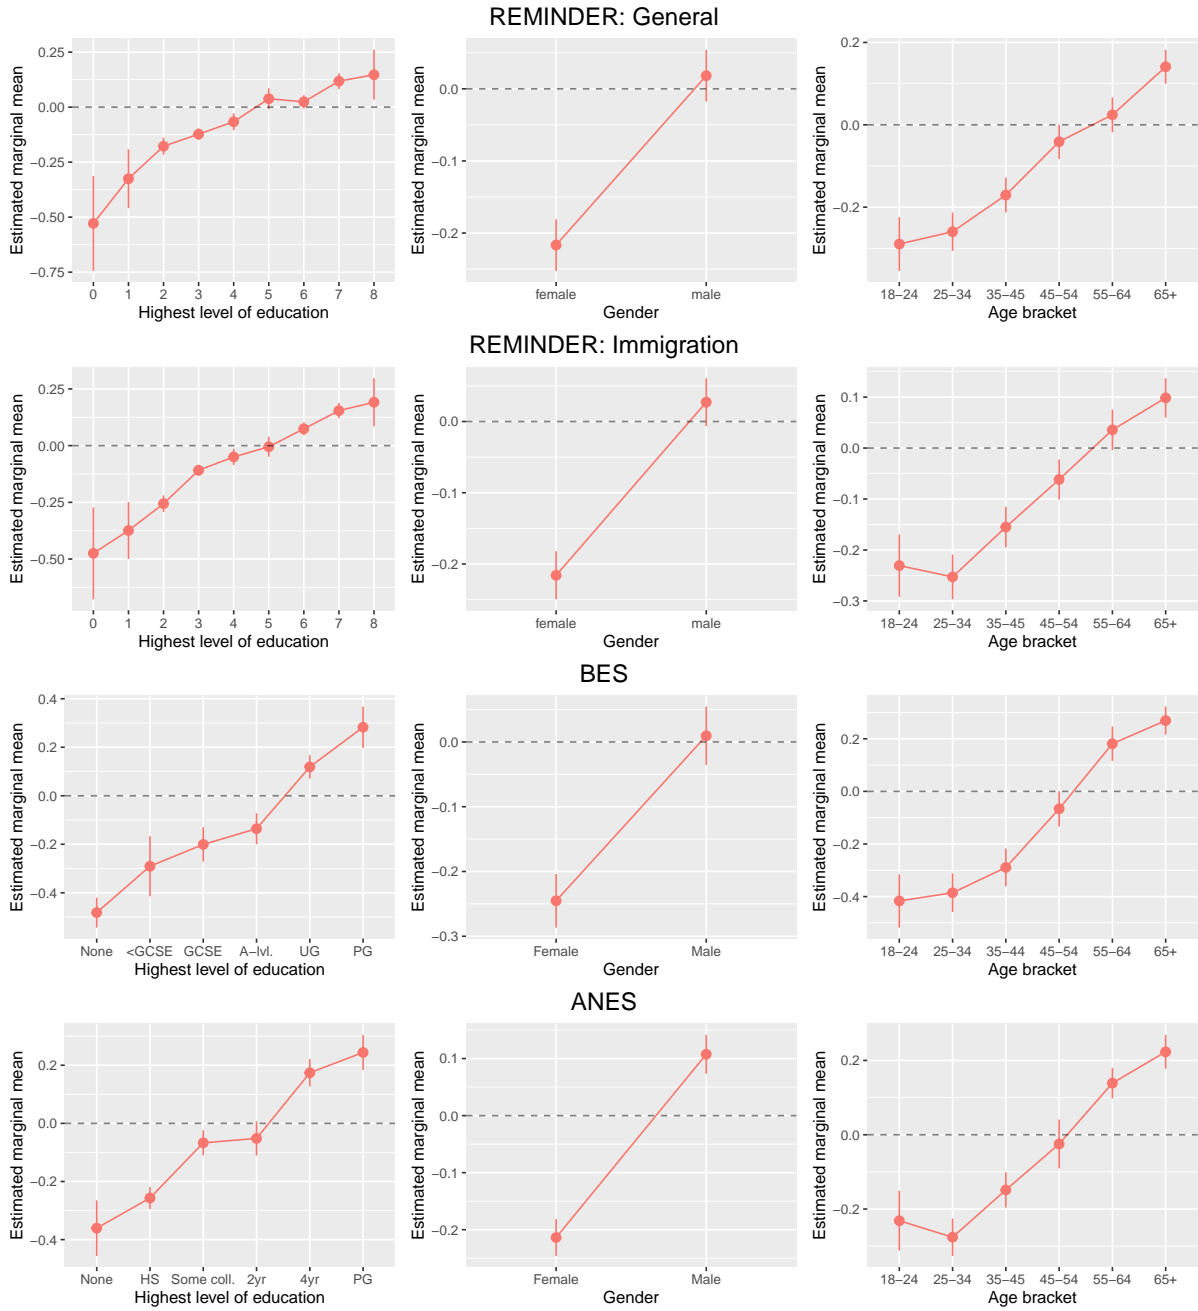 REMINDER: General
Estimated marginal mean
0.25
0.00
−0.25
−0.50
−0.75
0 1 2 3 4 5 6 7 8
Highest level of education
Estimated marginal mean
0.0
−0.1
−0.2
female male
Gender
Estimated marginal mean
0.2
0.0
−0.2
18−24 25−34 35−45 45−54 55−64 65+
Age bracket
REMINDER: Immigration
Estimated marginal mean
0.25
0.00
−0.25
−0.50
0 1 2 3 4 5 6 7 8
Highest level of education
Estimated marginal mean
0.0
−0.1
−0.2
female male
Gender
Estimated marginal mean
0.1
0.0
−0.1
−0.2
−0.3
18−24 25−34 35−45 45−54 55−64 65+
Age bracket
BES
Estimated marginal mean
0.4
0.2
0.0
−0.2
−0.4
None <GCSE GCSE A−lvl. UG PG
Highest level of education
Estimated marginal mean
0.0
−0.1
−0.2
−0.3
Female Male
Gender
Estimated marginal mean
0.2
0.0
−0.2
−0.4
18−24 25−34 35−44 45−54 55−64 65+
Age bracket
ANES
Estimated marginal mean
0.2
0.0
−0.2
−0.4
None HS Some coll. 2yr 4yr PG
Highest level of education
Estimated marginal mean
0.1
0.0
−0.1
−0.2
Female Male
Gender
Estimated marginal mean
0.2
0.0
−0.2
18−24 25−34 35−44 45−54 55−64 65+
Age bracket